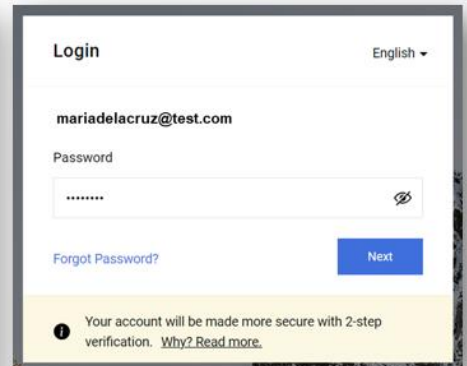 Login
English
mariadelacruz@test.com
Password
••••••••
Forgot Password?
Next
Your account will be made more secure with 2-step
verification. Why? Read more.